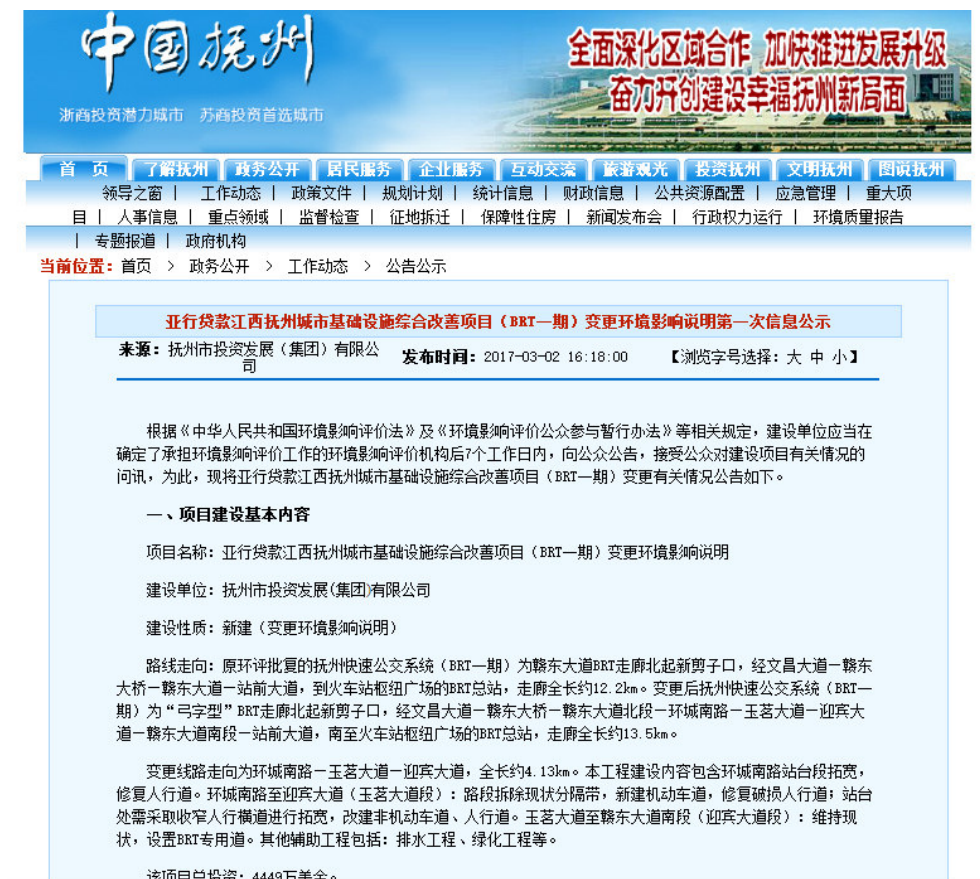 中国抚州
浙商投资潜力城市 苏商投资首选城市
全面深化区域合作 加快推进发展升级
奋力开创建设幸福抚州新局面
首 页 了解抚州 政务公开 居民服务 企业服务 互动交流 旅游观光 投资抚州 文明抚州 图说抚州
领导之窗 | 工作动态 | 政策文件 | 规划计划 | 统计信息 | 财政信息 | 公共资源配置 | 应急管理 | 重大项
目 | 人事信息 | 重点领域 | 监督检查 | 征地拆迁 | 保障性住房 | 新闻发布会 | 行政权力运行 | 环境质量报告
| 专题报道 | 政府机构
当前位置：首页 > 政务公开 > 工作动态 > 公告公示
亚行贷款江西抚州城市基础设施综合改善项目（BRT一期）变更环境影响说明第一次信息公示
来源：抚州市投资发展（集团）有限公
司
发布时间：2017-03-02 16:18:00
【浏览字号选择：大 中 小】
根据《中华人民共和国环境影响评价法》及《环境影响评价公众参与暂行办法》等相关规定，建设单位应当在
确定了承担环境影响评价工作的环境影响评价机构后7个工作日内，向公众公告，接受公众对建设项目有关情况的
问讯，为此，现将亚行贷款江西抚州城市基础设施综合改善项目（BRT一期）变更有关情况公告如下。
一、项目建设基本内容
项目名称：亚行贷款江西抚州城市基础设施综合改善项目（BRT一期）变更环境影响说明
建设单位：抚州市投资发展(集团)有限公司
建设性质：新建（变更环境影响说明）
路线走向：原环评批复的抚州快速公交系统（BRT一期）为赣东大道BRT走廊北起新剪子口，经文昌大道－赣东
大桥－赣东大道－站前大道，到火车站枢纽广场的BRT总站，走廊全长约12.2km。变更后抚州快速公交系统（BRT一
期）为“弓字型”BRT走廊北起新剪子口，经文昌大道－赣东大桥－赣东大道北段－环城南路－玉茗大道－迎宾大
道－赣东大道南段－站前大道，南至火车站枢纽广场的BRT总站，走廊全长约13.5km。
变更线路走向为环城南路－玉茗大道－迎宾大道，全长约4.13km。本工程建设内容包含环城南路站台段拓宽，
修复人行道。环城南路至迎宾大道（玉茗大道段）：路段拆除现状分隔带，新建机动车道，修复破损人行道；站台
处需采取收窄人行横道进行拓宽，改建非机动车道、人行道。玉茗大道至赣东大道南段（迎宾大道段）：维持现
状，设置BRT专用道。其他辅助工程包括：排水工程、绿化工程等。
该项目总投资：4449万美金。